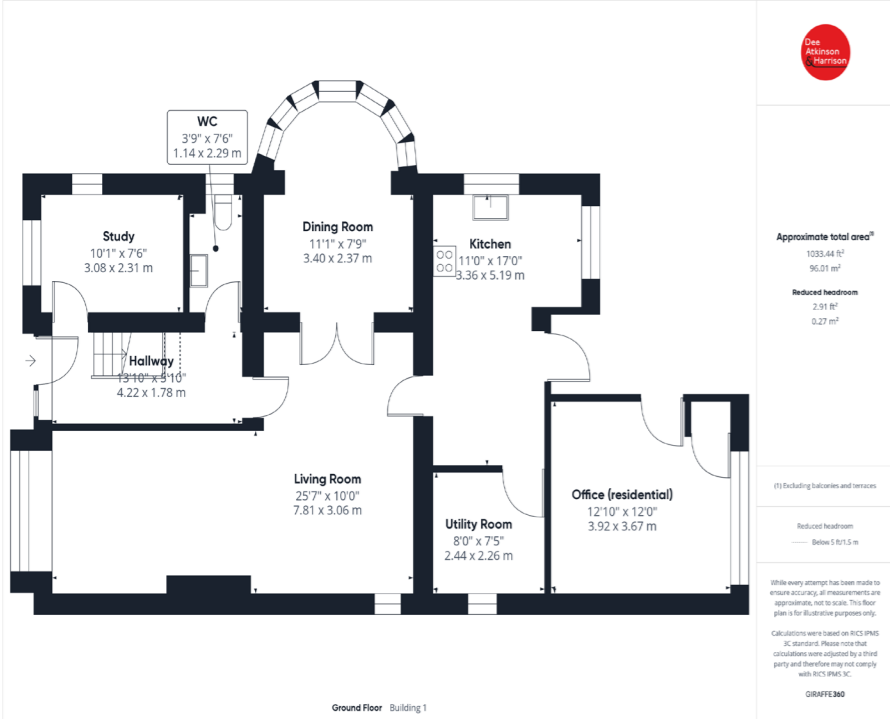 WC
3'9" x 7'6"
1.14 x 2.29 m
Study
10'1" x 7'6"
3.08 x 2.31 m
Dining Room
11'1" x 7'9"
3.40 x 2.37 m
Kitchen
11'0" x 17'0"
3.36 x 5.19 m
Hallway
13'10" x 5'10"
4.22 x 1.78 m
Living Room
25'7" x 10'0"
7.81 x 3.06 m
Utility Room
8'0" x 7'5"
2.44 x 2.26 m
Office (residential)
12'10" x 12'0"
3.92 x 3.67 m
Ground Floor Building 1
Dee
Atkinson
& Harrison
Approximate total area(1)
1033.44 ft²
96.01 m²
Reduced headroom
2.91 ft²
0.27 m²
(1) Excluding balconies and terraces
Reduced headroom
Below 5 ft/1.5 m
While every attempt has been made to
ensure accuracy, all measurements are
approximate, not to scale. This floor
plan is for illustrative purposes only.
Calculations were based on RICS IPMS
3C standard. Please note that
calculations were adjusted by a third
party and therefore may not comply
with RICS IPMS 3C.
GIRAFFE360